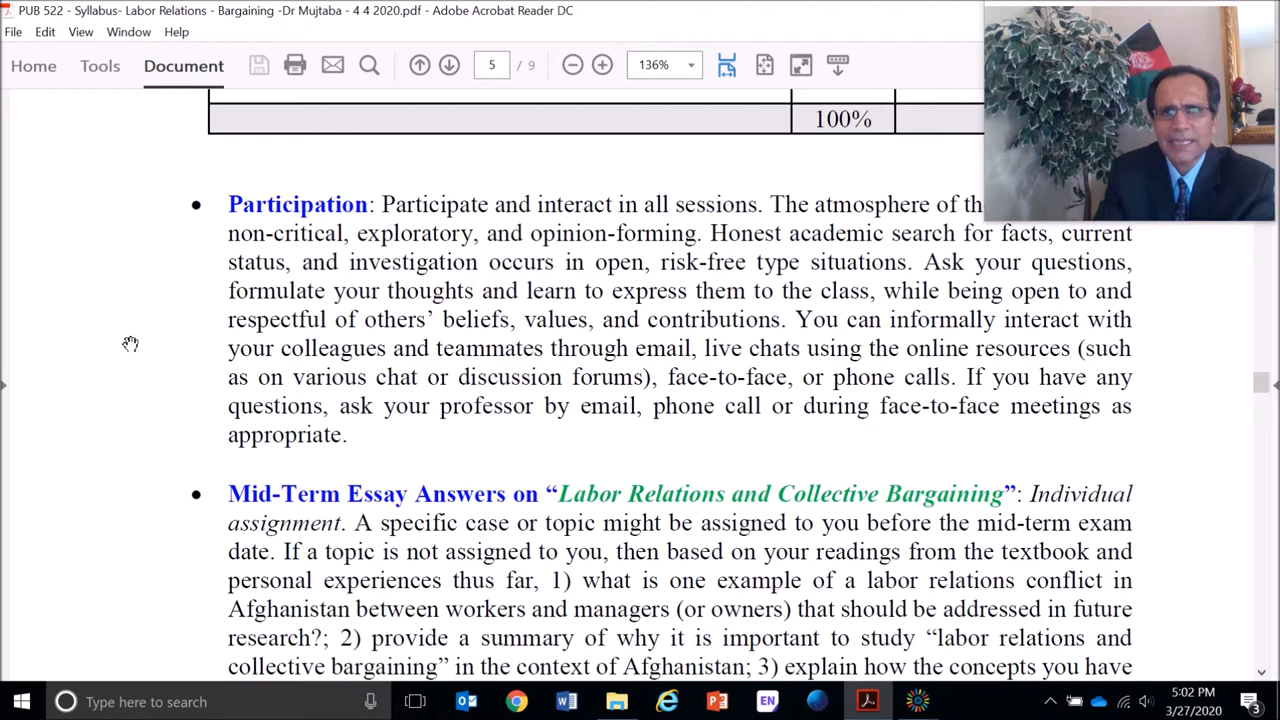 PUB 522 - Syllabus- Labor Relations - Bargaining -Dr Mujtaba - 4 4 2020.pdf - Adobe Acrobat Reader DC
File Edit View Window Help
Home Tools Document 5 / 9 136%
100%
• Participation: Participate and interact in all sessions. The atmosphere of
non-critical, exploratory, and opinion-forming. Honest academic search for facts, current
status, and investigation occurs in open, risk-free type situations. Ask your questions,
formulate your thoughts and learn to express them to the class, while being open to and
respectful of others’ beliefs, values, and contributions. You can informally interact with
your colleagues and teammates through email, live chats using the online resources (such
as on various chat or discussion forums), face-to-face, or phone calls. If you have any
questions, ask your professor by email, phone call or during face-to-face meetings as
appropriate.
• Mid-Term Essay Answers on “Labor Relations and Collective Bargaining”: Individual
assignment. A specific case or topic might be assigned to you before the mid-term exam
date. If a topic is not assigned to you, then based on your readings from the textbook and
personal experiences thus far, 1) what is one example of a labor relations conflict in
Afghanistan between workers and managers (or owners) that should be addressed in future
research?; 2) provide a summary of why it is important to study “labor relations and
collective bargaining” in the context of Afghanistan; 3) explain how the concepts you have
Type here to search
EN
5:02 PM
3/27/2020
3